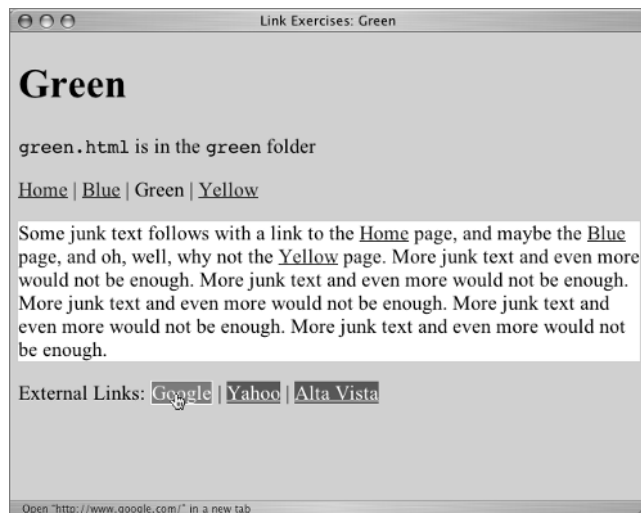 Link Exercises: Green
Green
green.html is in the green folder
Home | Blue | Green | Yellow
Some junk text follows with a link to the Home page, and maybe the Blue
page, and oh, well, why not the Yellow page. More junk text and even more
would not be enough. More junk text and even more would not be enough.
More junk text and even more would not be enough. More junk text and
even more would not be enough. More junk text and even more would not
be enough.
External Links: Google | Yahoo | Alta Vista
Open "http://www.google.com/" in a new tab